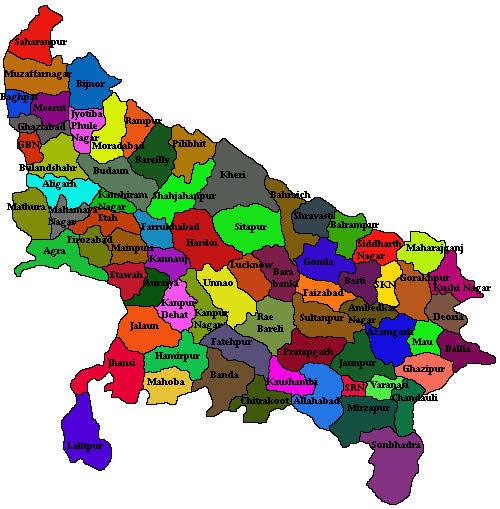 Saharanpur
Muzaffarnagar
Bijnor
Baghpat
Meerut
Jyotiba
Phule
Nagar
Rampur
Ghaziabad
GBN
Moradabad
Bareilly
Pilibhit
Bulandshahr
Budaun
Kheri
Aligarh
Kanshiram
Nagar
Shahjahanpur
Bahraich
Mathura
Mahamaya
Nagar
Etah
Farrukhabad
Sitapur
Shravasti
Balrampur
Agra
Firozabad
Mainpuri
Hardoi
Siddharth
Nagar
Maharajganj
Kannauj
Lucknow
Bara
banki
Gonda
Basti
SKN
Gorakhpur
Kushi Nagar
Etawah
Auraiya
Unnao
Faizabad
Kanpur
Dehat
Kanpur
Nagar
Rae
Bareli
Sultanpur
Ambedkar
Nagar
Deoria
Jalaun
Fatehpur
Azamgarh
Mau
Ballia
Jhansi
Hamirpur
Pratapgarh
Jaunpur
Ghazipur
Mahoba
Banda
Kaushambi
SRN
Varanasi
Chandauli
Chitrakoot
Allahabad
Mirzapur
Lalitpur
Sonbhadra